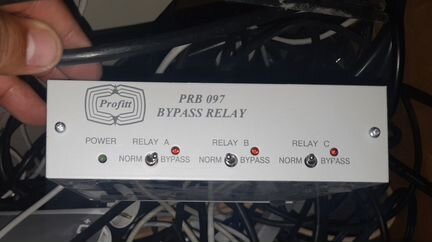 Profitt
PRB 097
BYPASS RELAY
POWER RELAY A RELAY B RELAY C
NORM BYPASS NORM BYPASS NORM BYPASS